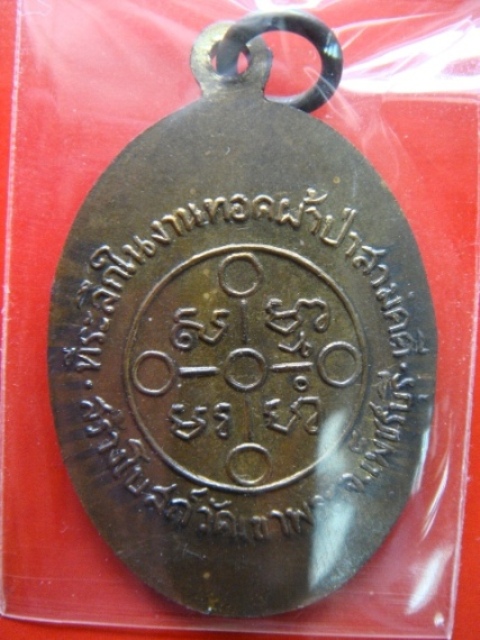 ที่ระลึกในงานทอดผ้าป่าสามัคคี
สร้างโบสถ์วัดเขาพระ จ.เพ็ชรบุรี